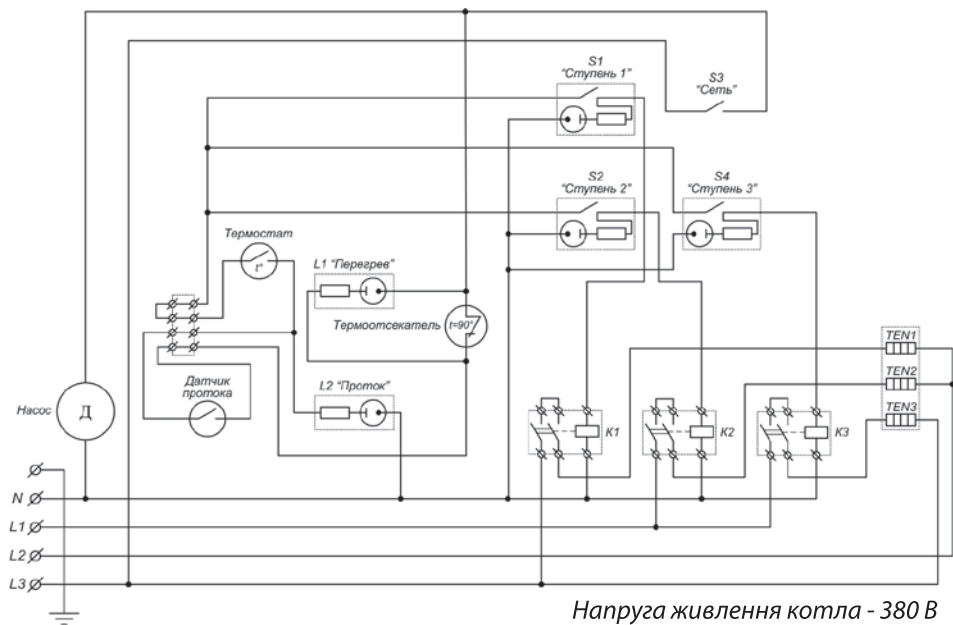 S1
"Ступень 1"
S3
"Сеть"
S2
"Ступень 2"
S4
"Ступень 3"
Термостат
t°
L1 "Перегрев"
Термоотсекатель
t=90°
TEN1
TEN2
TEN3
Датчик
протока
L2 "Проток"
Насос
Д
K1
K2
K3
N
L1
L2
L3
Напруга живлення котла - 380 В